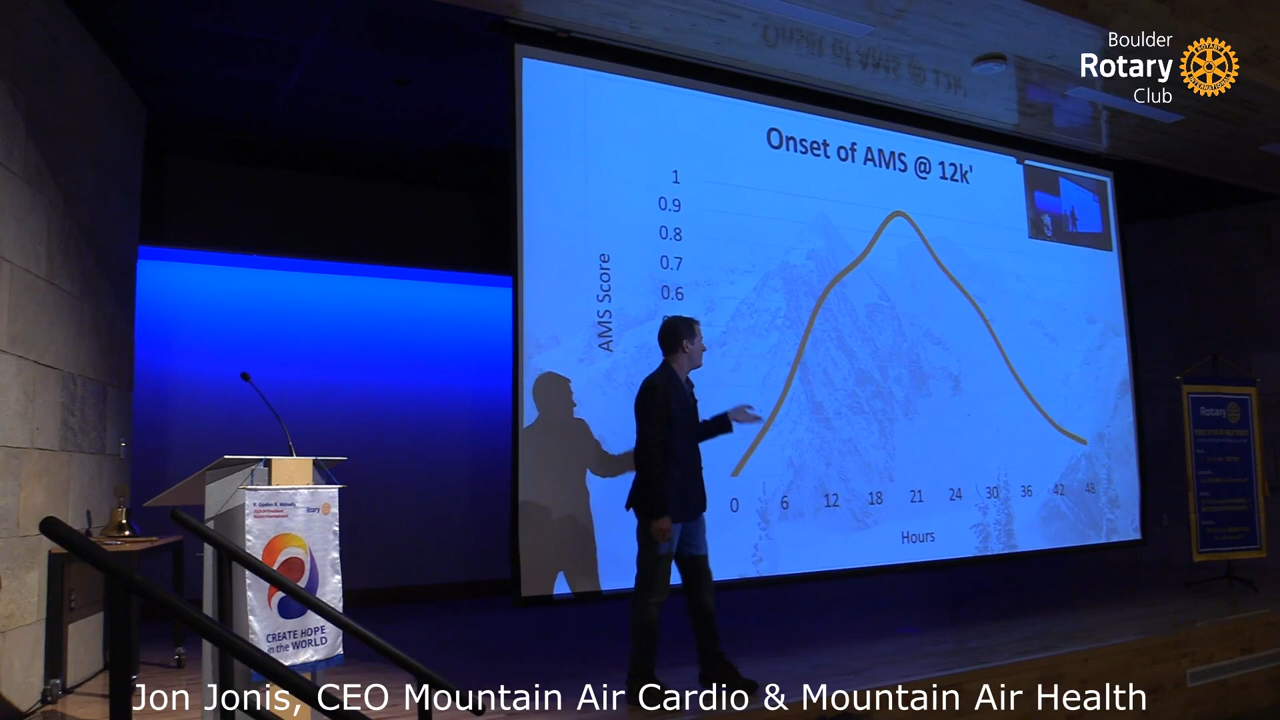 Boulder
Rotary
Club
Onset of AMS @ 12k'
1
0.9
0.8
0.7
0.6
AMS Score
0 6 12 18 21 24 30 36 42 48
Hours
Rotary
CREATE HOPE
in the WORLD
Rotary
Jon Jonis, CEO Mountain Air Cardio & Mountain Air Health